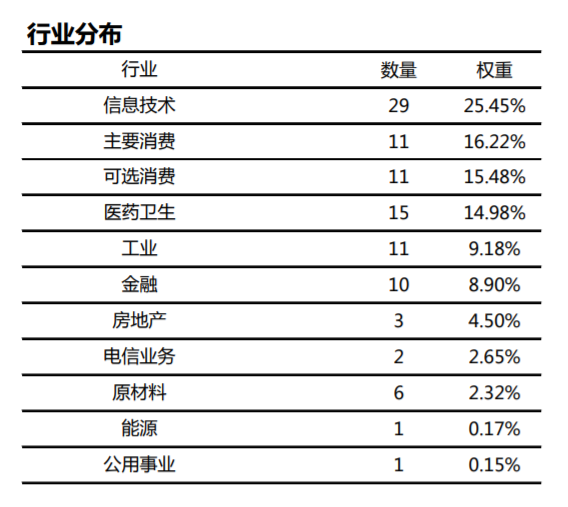 行业分布
行业 数量 权重
信息技术 29 25.45%
主要消费 11 16.22%
可选消费 11 15.48%
医药卫生 15 14.98%
工业 11 9.18%
金融 10 8.90%
房地产 3 4.50%
电信业务 2 2.65%
原材料 6 2.32%
能源 1 0.17%
公用事业 1 0.15%